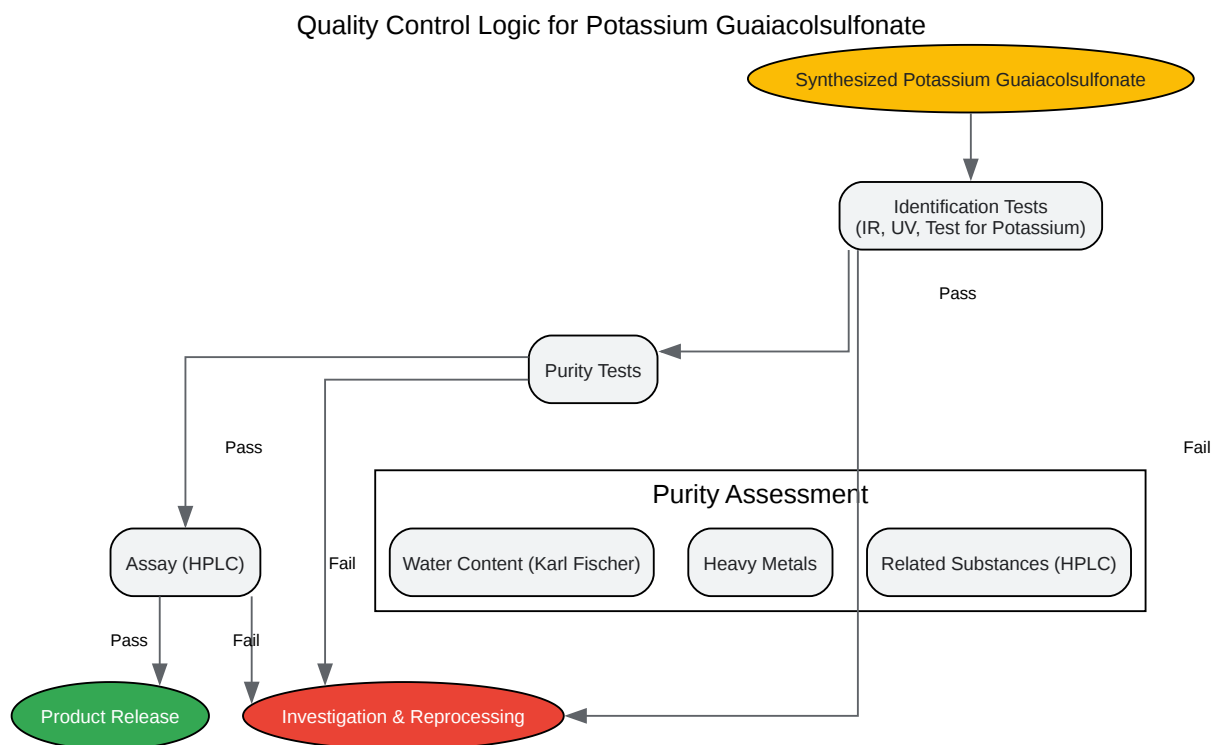 Quality Control Logic for Potassium Guaiacolsulfonate
Synthesized Potassium Guaiacolsulfonate
Identification Tests
(IR, UV, Test for Potassium)
Pass
Purity Tests
Pass
Fail
Purity Assessment
Assay (HPLC)
Fail
Water Content (Karl Fischer)
Heavy Metals
Related Substances (HPLC)
Pass
Fail
Product Release
Investigation & Reprocessing